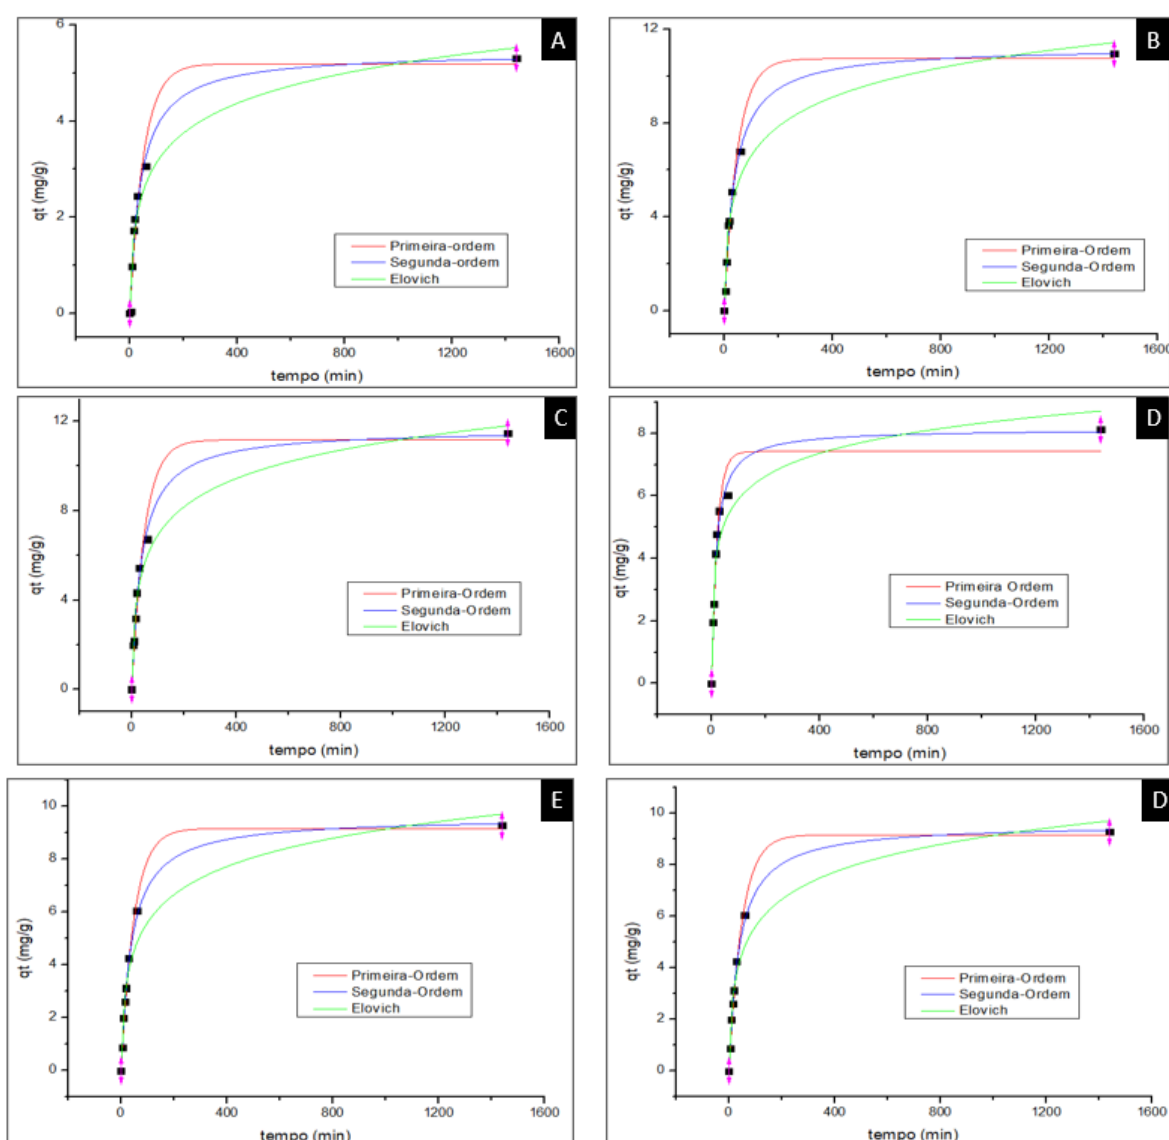 A
6
4
2
0
qt (mg/g)
Primeira-ordem
Segunda-ordem
Elovich
0 400 800 1200 1600
tempo (min)
B
12
8
4
0
qt (mg/g)
Primeira-Ordem
Segunda-Ordem
Elovich
0 400 800 1200 1600
tempo (min)
C
12
8
4
0
qt (mg/g)
Primeira-Ordem
Segunda-Ordem
Elovich
0 400 800 1200 1600
tempo (min)
D
8
6
4
2
0
qt (mg/g)
Primeira Ordem
Segunda-Ordem
Elovich
0 400 800 1200 1600
tempo (min)
E
10
8
6
4
2
0
qt (mg/g)
Primeira-Ordem
Segunda-Ordem
Elovich
0 400 800 1200 1600
tempo (min)
D
10
8
6
4
2
0
qt (mg/g)
Primeira-Ordem
Segunda-Ordem
Elovich
0 400 800 1200 1600
tempo (min)